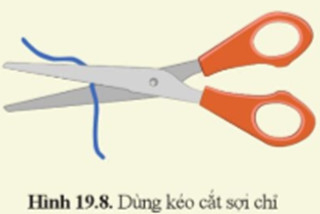 Hình 19.8. Dùng kéo cắt sợi chỉ